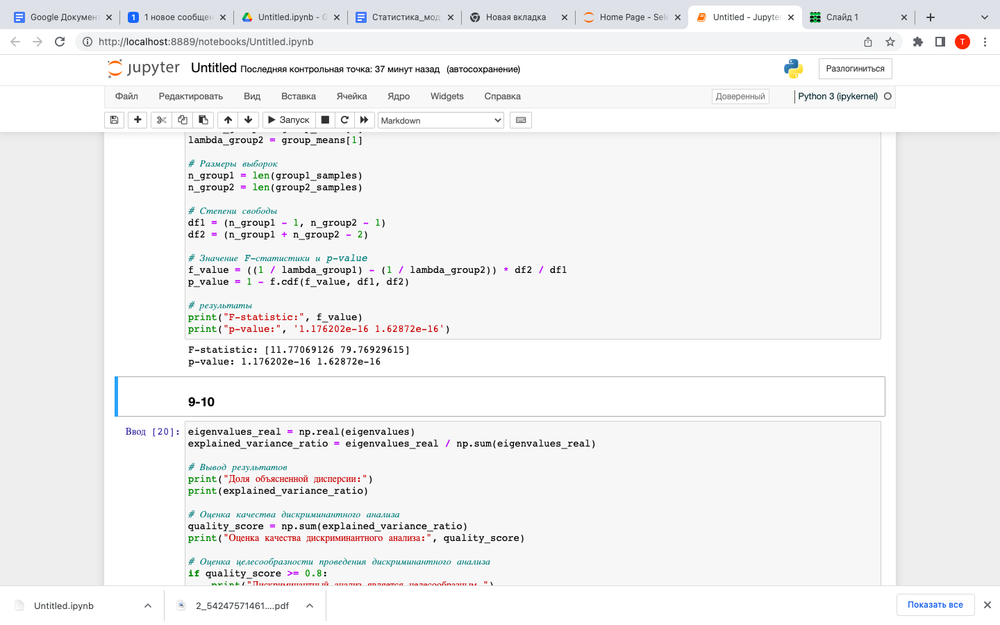 Google Документ
1 новое сообщен
Untitled.ipynb - G
Статистика_мод
Новая вкладка
Home Page - Sele
Untitled - Jupyter
Слайд 1
http://localhost:8889/notebooks/Untitled.ipynb
T
jupyter Untitled Последняя контрольная точка: 37 минут назад (автосохранение)
Разлогиниться
Файл Редактировать Вид Вставка Ячейка Ядро Widgets Справка
Доверенный
Python 3 (ipykernel)
Запуск
Markdown
lambda_group2 = group_means[1]
# Размеры выборок
n_group1 = len(group1_samples)
n_group2 = len(group2_samples)
# Степени свободы
df1 = (n_group1 - 1, n_group2 - 1)
df2 = (n_group1 + n_group2 - 2)
# Значение F-статистики и p-value
f_value = ((1 / lambda_group1) - (1 / lambda_group2)) * df2 / df1
p_value = 1 - f.cdf(f_value, df1, df2)
# результаты
print("F-statistic:", f_value)
print("p-value:", '1.176202e-16 1.62872e-16')
F-statistic: [11.77069126 79.76929615]
p-value: 1.176202e-16 1.62872e-16
9-10
Ввод [20]:
eigenvalues_real = np.real(eigenvalues)
explained_variance_ratio = eigenvalues_real / np.sum(eigenvalues_real)
# Вывод результатов
print("Доля объясненной дисперсии:")
print(explained_variance_ratio)
# Оценка качества дискриминантного анализа
quality_score = np.sum(explained_variance_ratio)
print("Оценка качества дискриминантного анализа:", quality_score)
# Оценка целесообразности проведения дискриминантного анализа
if quality_score >= 0.8:
print("Дискриминантный анализ является целесообразным.")
Untitled.ipynb
2_54247571461....pdf
Показать все